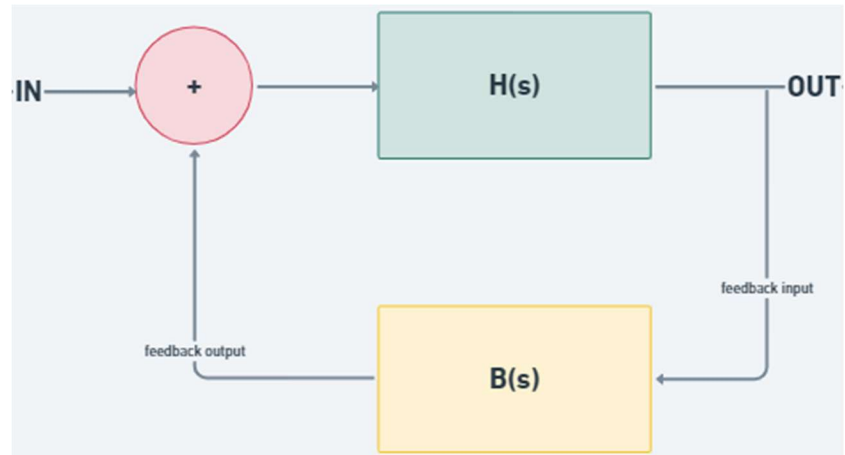 IN
+
H(s)
OUT
feedback input
feedback output
B(s)